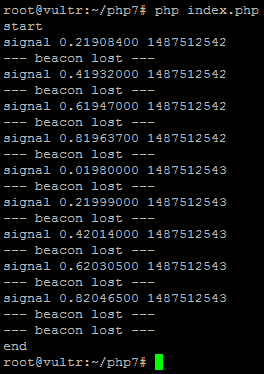 root@vultr:~/php7# php index.php
start
signal 0.21908400 1487512542
--- beacon lost ---
signal 0.41932000 1487512542
--- beacon lost ---
signal 0.61947000 1487512542
--- beacon lost ---
signal 0.81963700 1487512542
--- beacon lost ---
signal 0.01980000 1487512543
--- beacon lost ---
signal 0.21999000 1487512543
--- beacon lost ---
signal 0.42014000 1487512543
--- beacon lost ---
signal 0.62030500 1487512543
--- beacon lost ---
signal 0.82046500 1487512543
--- beacon lost ---
--- beacon lost ---
end
root@vultr:~/php7#